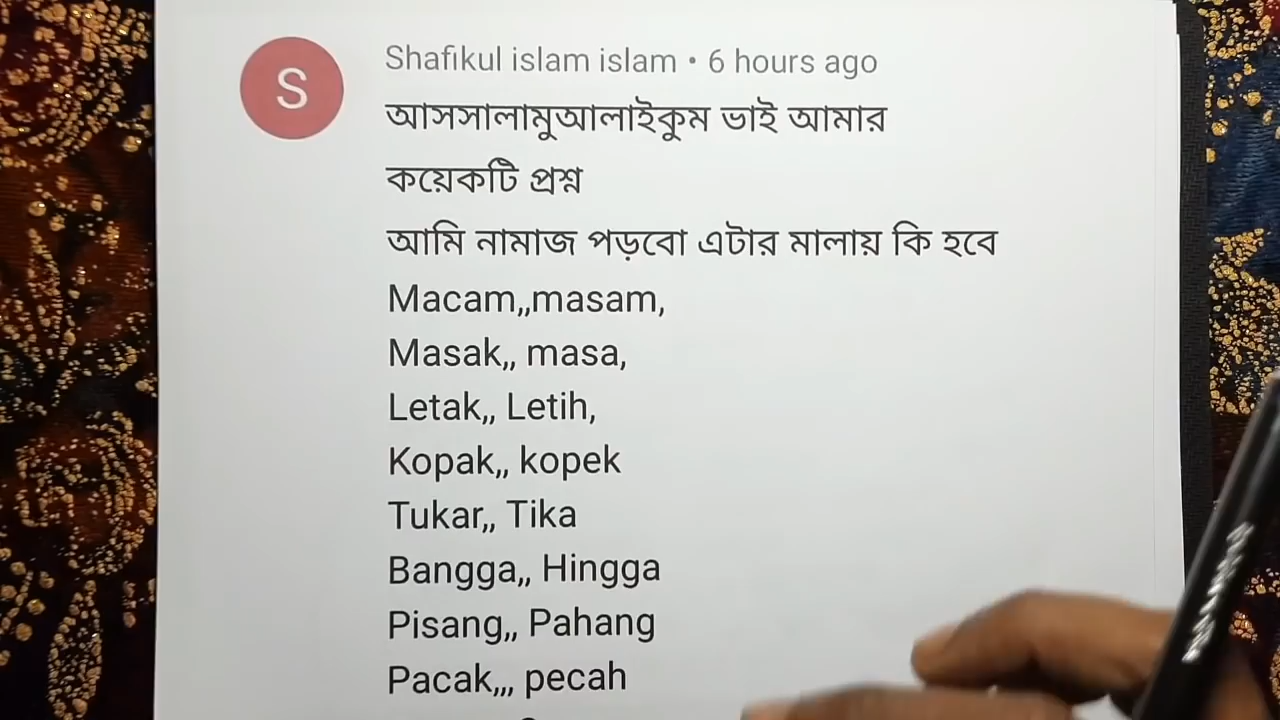 S
Shafikul islam islam • 6 hours ago
আসসালামুআলাইকুম ভাই আমার
কয়েকটি প্রশ্ন
আমি নামাজ পড়বো এটার মালায় কি হবে
Macam,,masam,
Masak,, masa,
Letak,, Letih,
Kopak,, kopek
Tukar,, Tika
Bangga,, Hingga
Pisang,, Pahang
Pacak,,, pecah